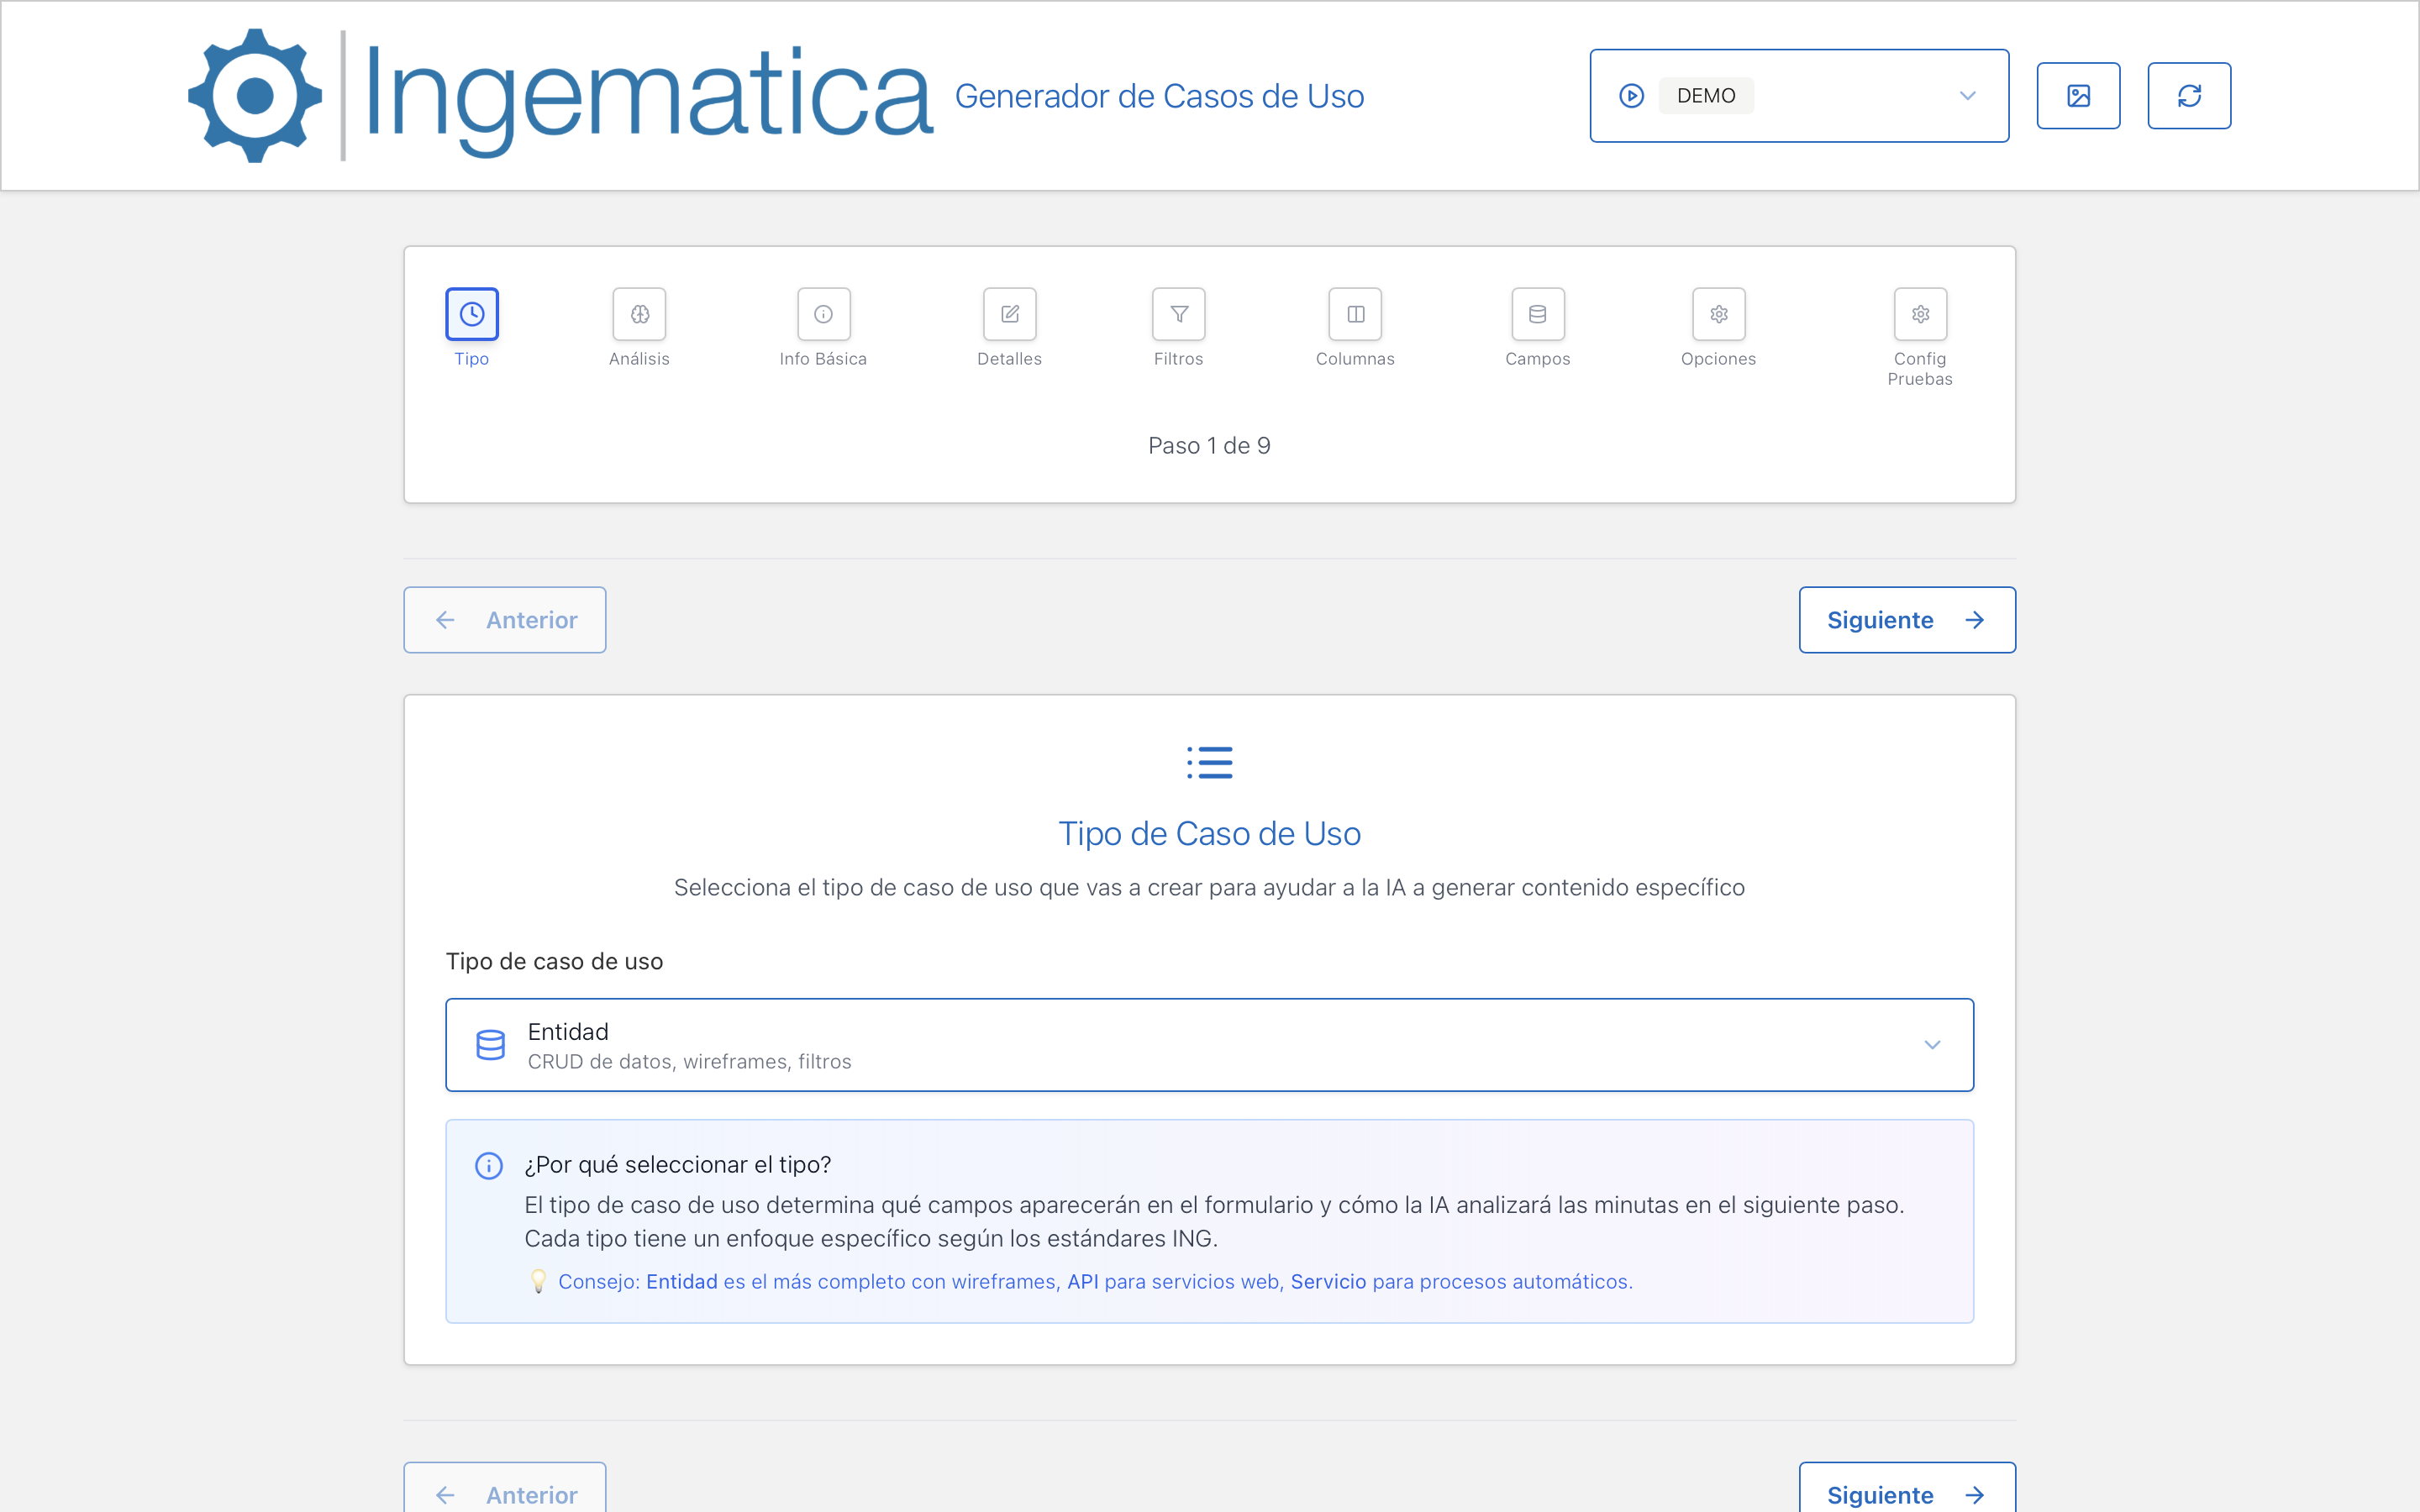 Ingematica
Generador de Casos de Uso
DEMO
Tipo
Análisis
Info Básica
Detalles
Filtros
Columnas
Campos
Opciones
Config
Pruebas
Paso 1 de 9
Anterior
Siguiente
Tipo de Caso de Uso
Selecciona el tipo de caso de uso que vas a crear para ayudar a la IA a generar contenido específico
Tipo de caso de uso
Entidad
CRUD de datos, wireframes, filtros
¿Por qué seleccionar el tipo?
El tipo de caso de uso determina qué campos aparecerán en el formulario y cómo la IA analizará las minutas en el siguiente paso.
Cada tipo tiene un enfoque específico según los estándares ING.
💡 Consejo: Entidad es el más completo con wireframes, API para servicios web, Servicio para procesos automáticos.
Anterior
Siguiente